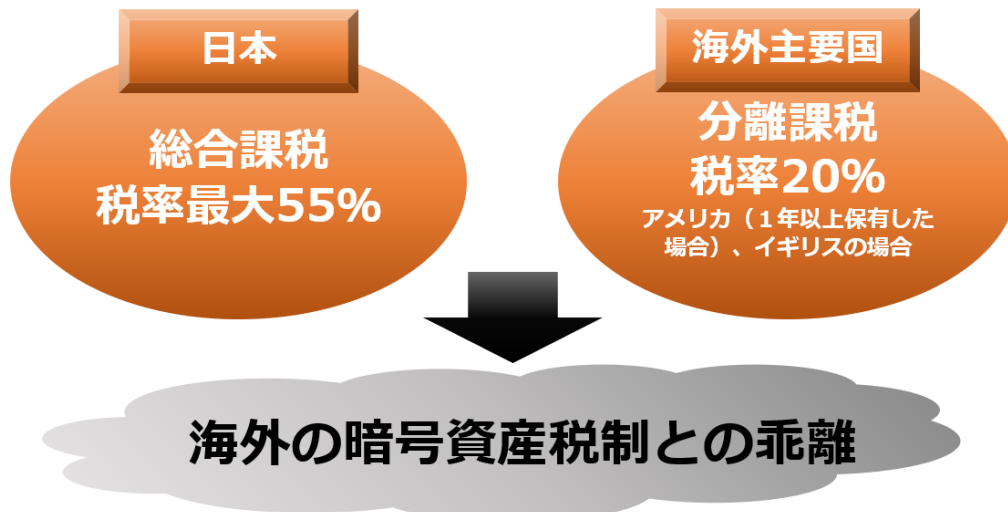 日本
総合課税
税率最大55%
海外主要国
分離課税
税率20%
アメリカ（１年以上保有した
場合）、イギリスの場合
海外の暗号資産税制との乖離